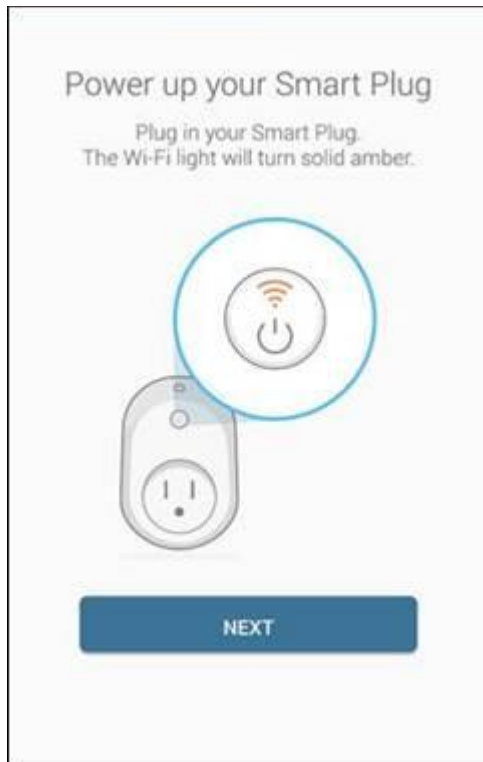 Power up your Smart Plug
Plug in your Smart Plug.
The Wi-Fi light will turn solid amber.
NEXT